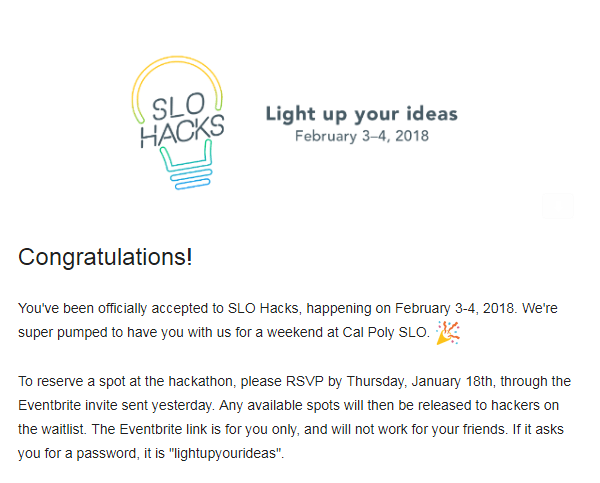 SLO
HACKS
Light up your ideas
February 3–4, 2018
Congratulations!
You've been officially accepted to SLO Hacks, happening on February 3-4, 2018. We're
super pumped to have you with us for a weekend at Cal Poly SLO.
To reserve a spot at the hackathon, please RSVP by Thursday, January 18th, through the
Eventbrite invite sent yesterday. Any available spots will then be released to hackers on
the waitlist. The Eventbrite link is for you only, and will not work for your friends. If it asks
you for a password, it is "lightupyourideas".